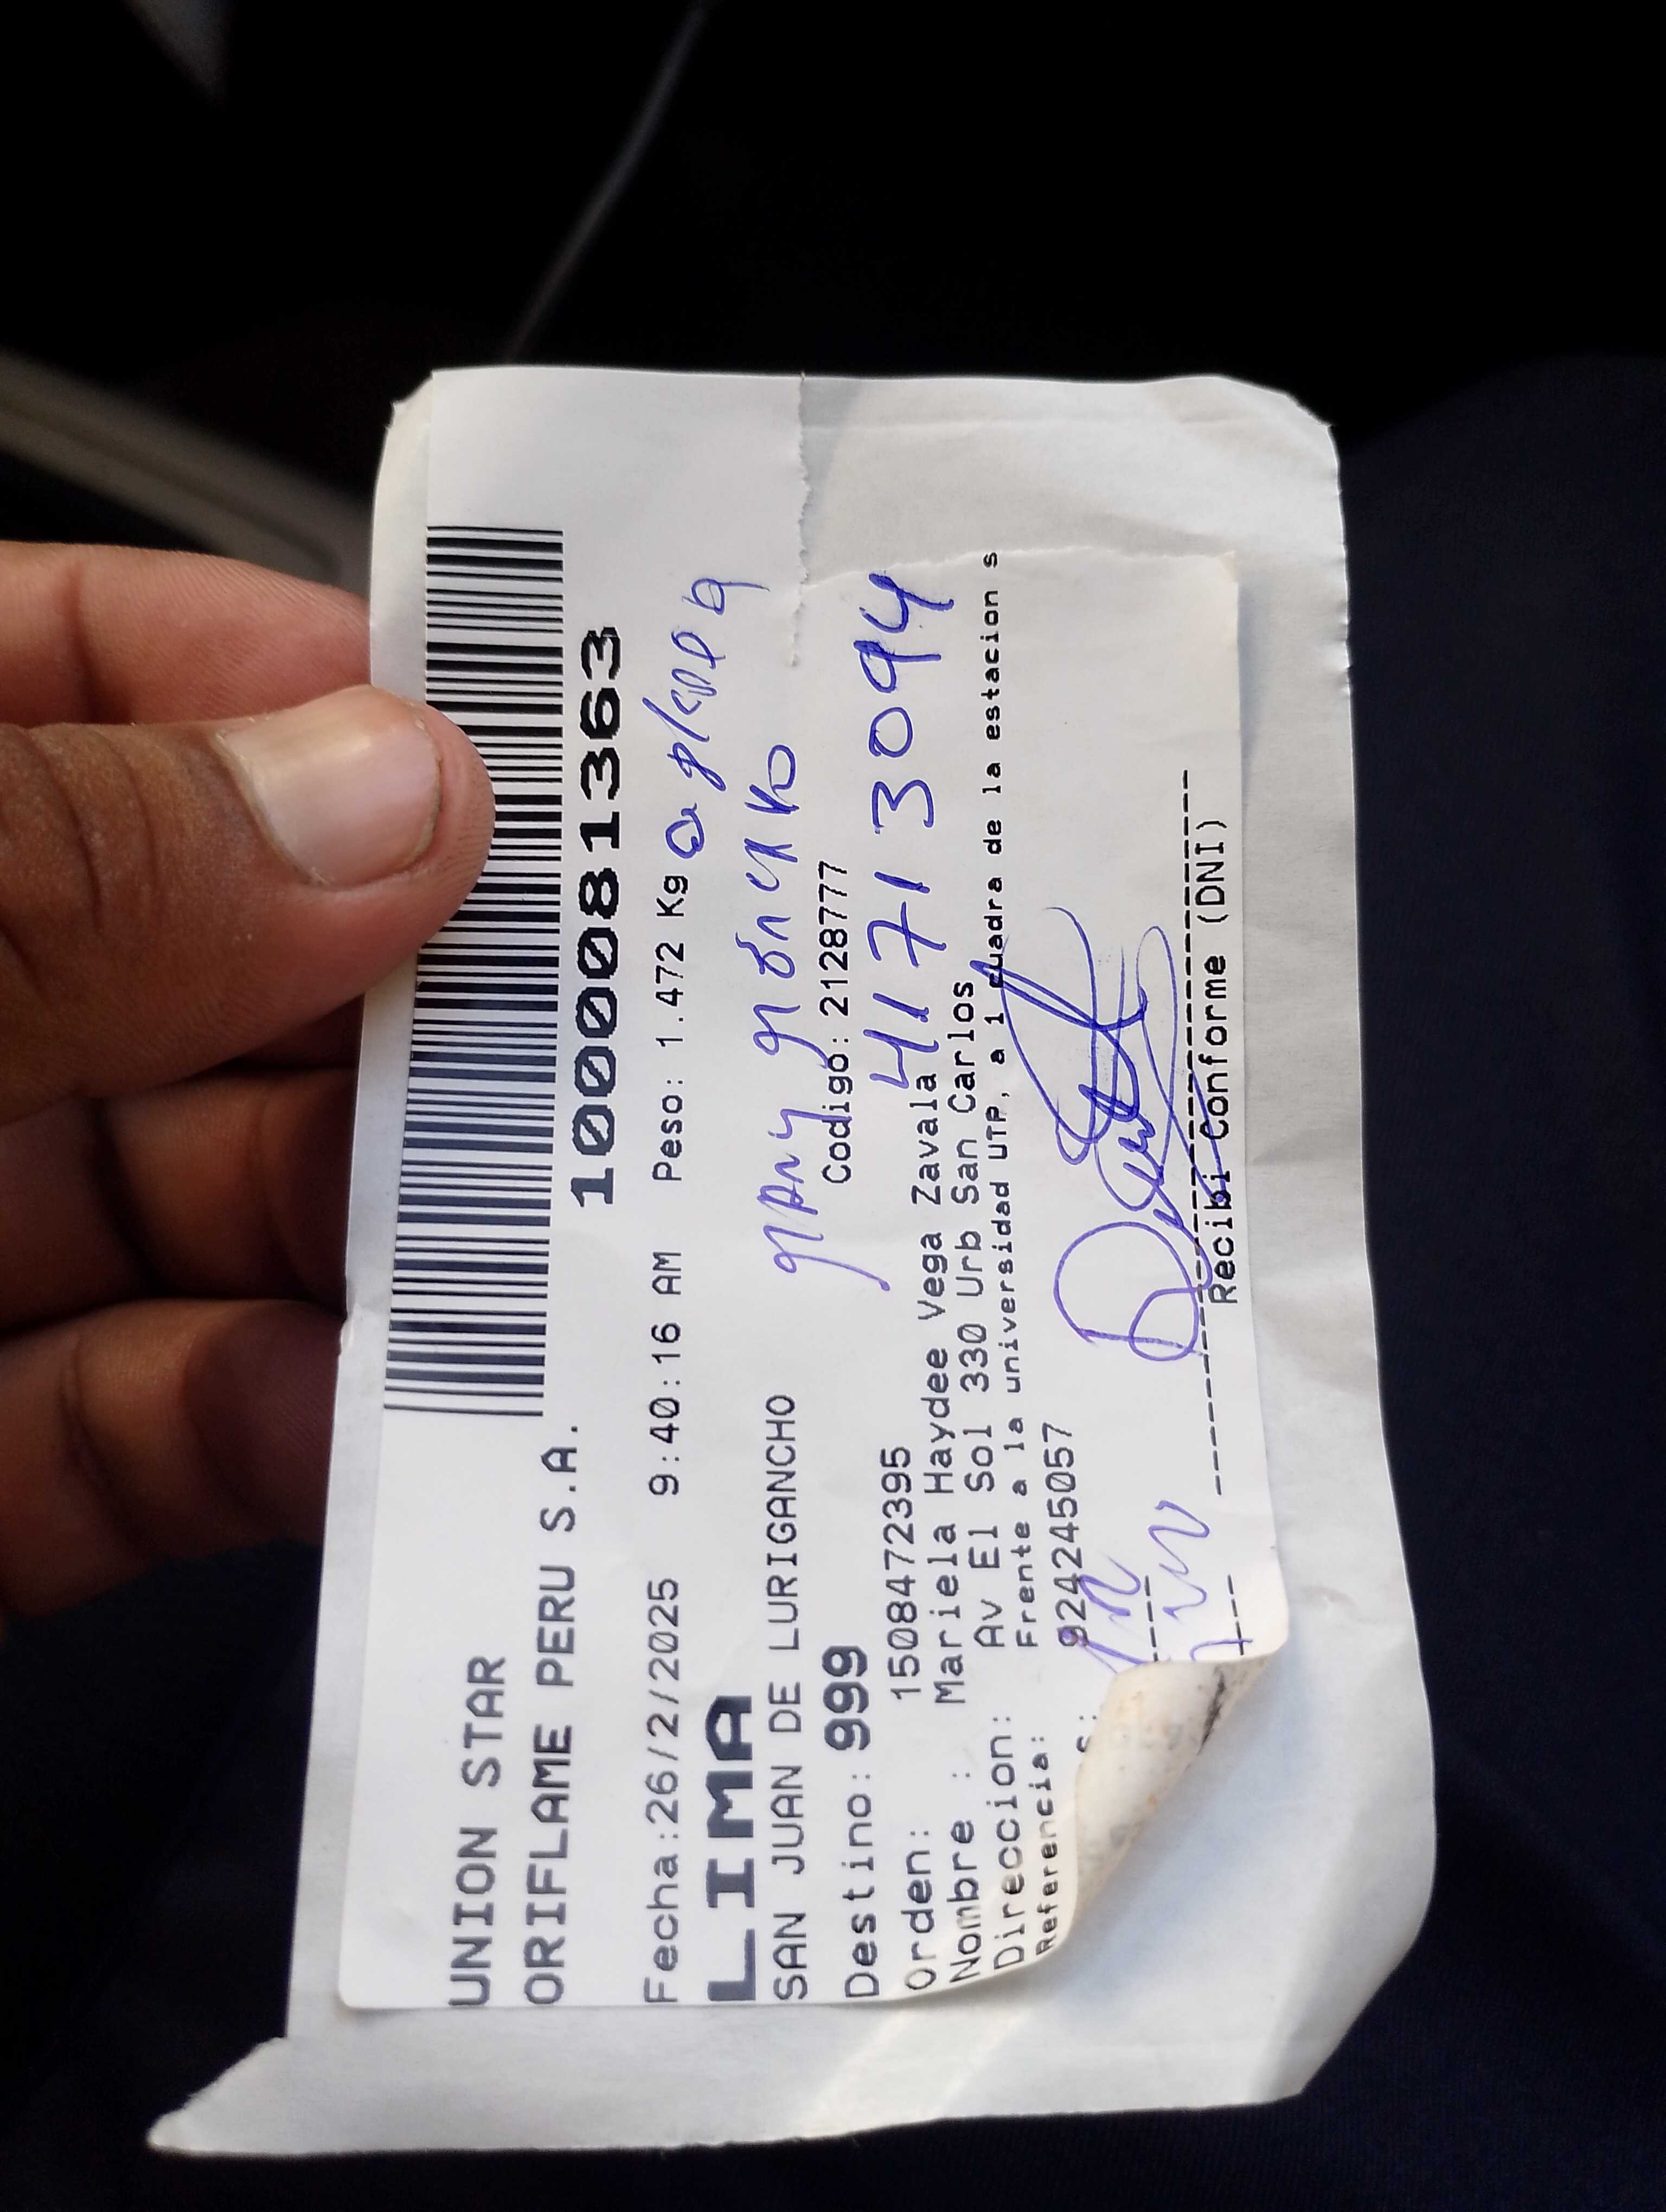 UNION STAR
ORIFLAME PERU S.A.
100081363
Fecha:26/2/2025 9:40:16 AM Peso: 1.472 Kg
LIMA
SAN JUAN DE LURIGANCHO
Destino: 999 Codigo: 2128777
Orden: 1508472395 41713094
Nombre : Mariela Haydee Vega Zavala
Direccion: Av El Sol 330 Urb San Carlos
Referencia: Frente a la universidad UTP, a 1 cuadra de la estacion s
924245057
Recibi Conforme (DNI)